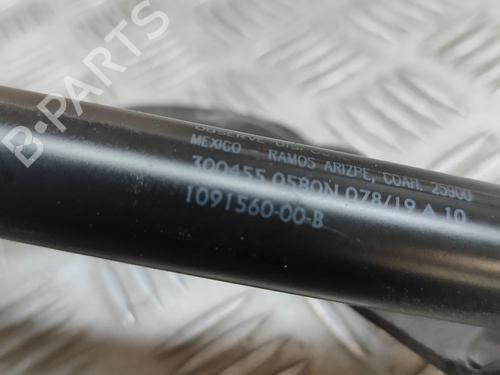 B-PARTS
MEXICO - RAMOS ARIZPE, COAH. 25900
300455 0580N 078/19 A 10
1091560-00-B